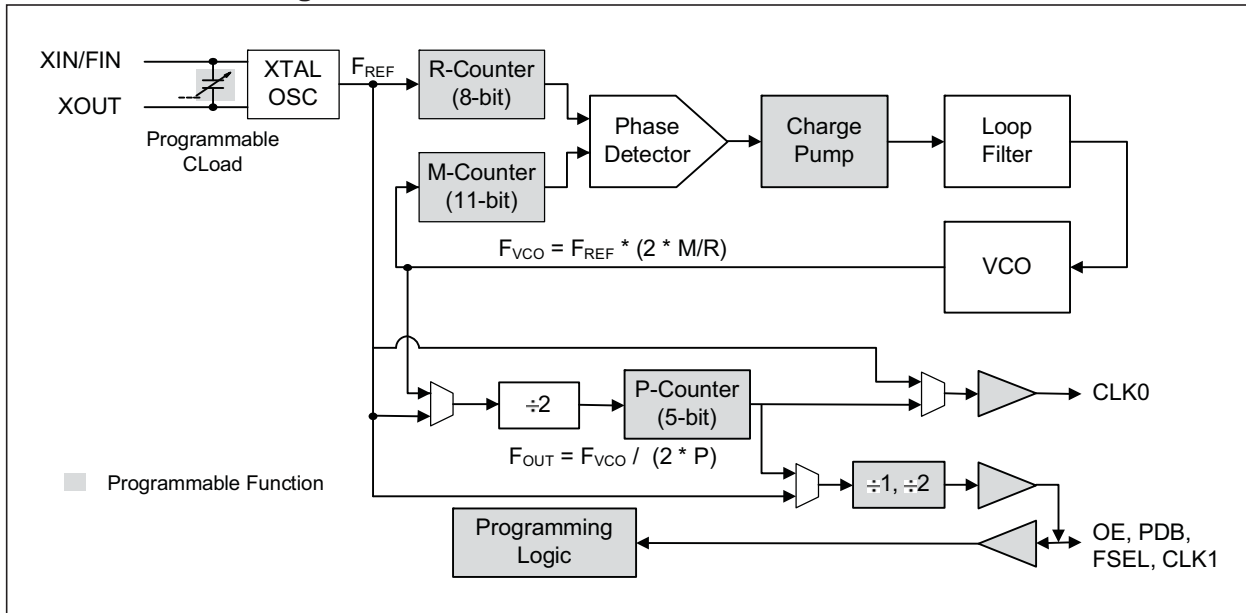 XIN/FIN
XOUT
Programmable
CLoad
XTAL
OSC
FREF
R-Counter
(8-bit)
M-Counter
(11-bit)
Phase
Detector
Charge
Pump
Loop
Filter
VCO
FVCO = FREF * (2 * M/R)
÷2
P-Counter
(5-bit)
FOUT = FVCO / (2 * P)
CLK0
÷1, ÷2
Programmable Function
Programming
Logic
OE, PDB,
FSEL, CLK1